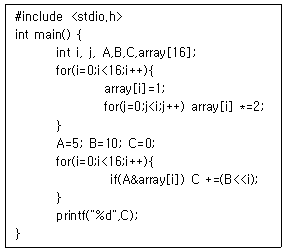 #include <stdio.h>
int main() {
int i, j, A,B,C,array[16];
for(i=0;i<16;i++){
array[i]=1;
for(j=0;j<i;j++) array[i] *=2;
}
A=5; B=10; C=0;
for(i=0;i<16;i++){
if(A&array[i]) C +=(B<<i);
}
printf("%d",C);
}